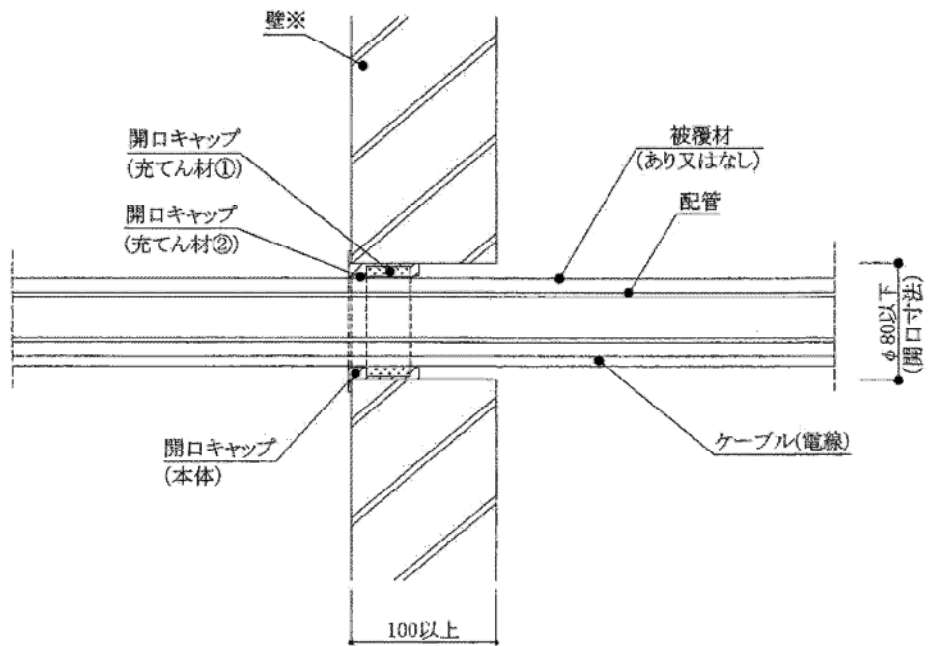 壁※
開口キャップ
(充てん材①)
開口キャップ
(充てん材②)
被覆材
(あり又はなし)
配管
φ80以下
(開口寸法)
ケーブル(電線)
開口キャップ
(本体)
100以上